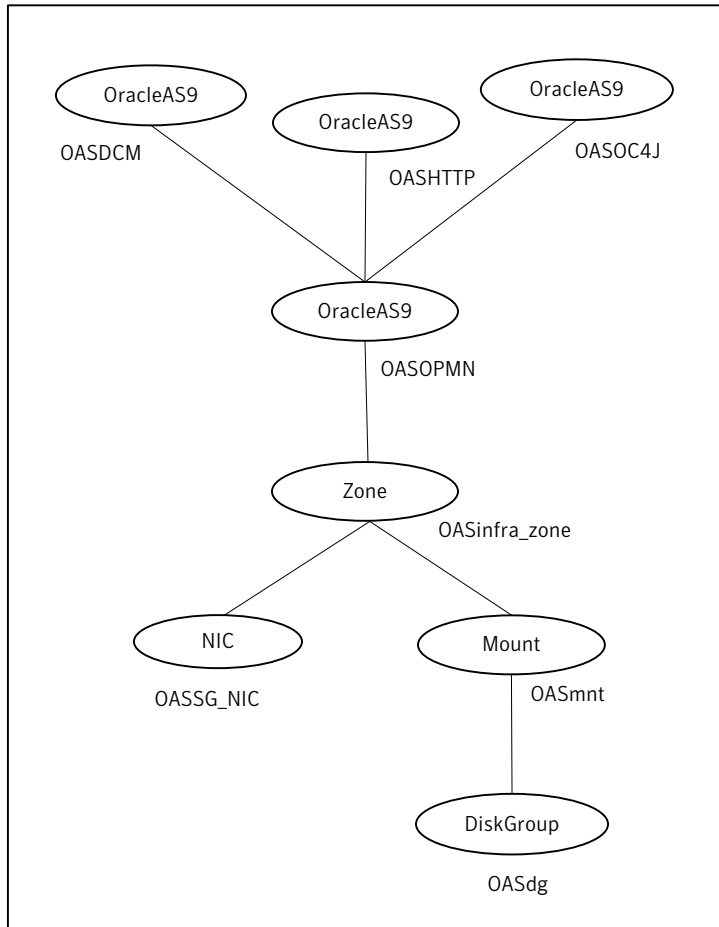 OracleAS9
OracleAS9
OracleAS9
OASDCM
OASHTTP
OASOC4J
OracleAS9
OASOPMN
Zone
OASinfra_zone
NIC
Mount
OASSG_NIC
OASmnt
DiskGroup
OASdg